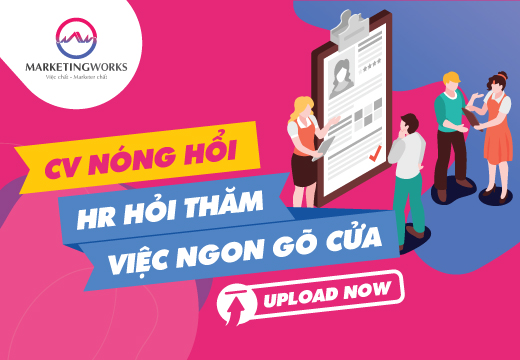 MARKETINGWORKS
Việc chất - Marketer chất
CV NÓNG HỔI
HR HỎI THĂM
VIỆC NGON GÕ CỬA
UPLOAD NOW